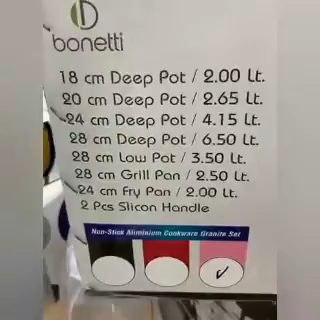 bonetti
18 cm Deep Pot / 2.00 Lt.
20 cm Deep Pot / 2.65 Lt.
24 cm Deep Pot / 4.15 Lt.
28 cm Deep Pot / 6.50 Lt.
28 cm Low Pot / 3.50 Lt.
28 cm Grill Pan / 2.50 Lt.
24 cm Fry Pan / 2.00 Lt.
2 Pcs Slicon Handle
Non-Stick Aliminium Cookware Granite Set